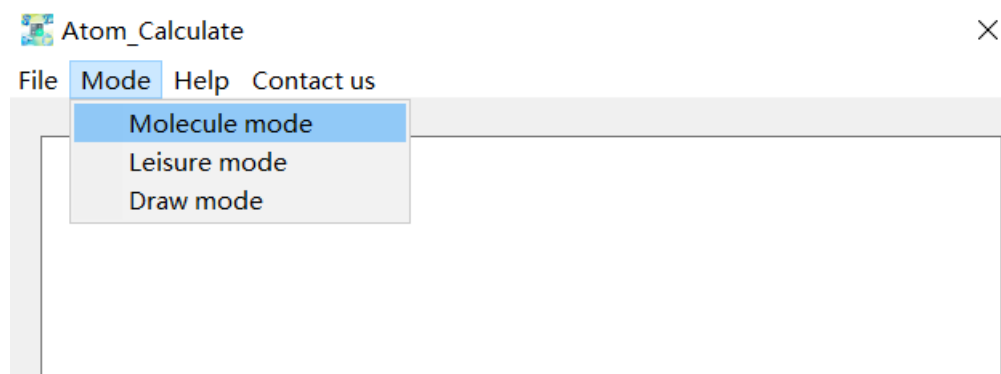 Atom_Calculate
File Mode Help Contact us
Molecule mode
Leisure mode
Draw mode